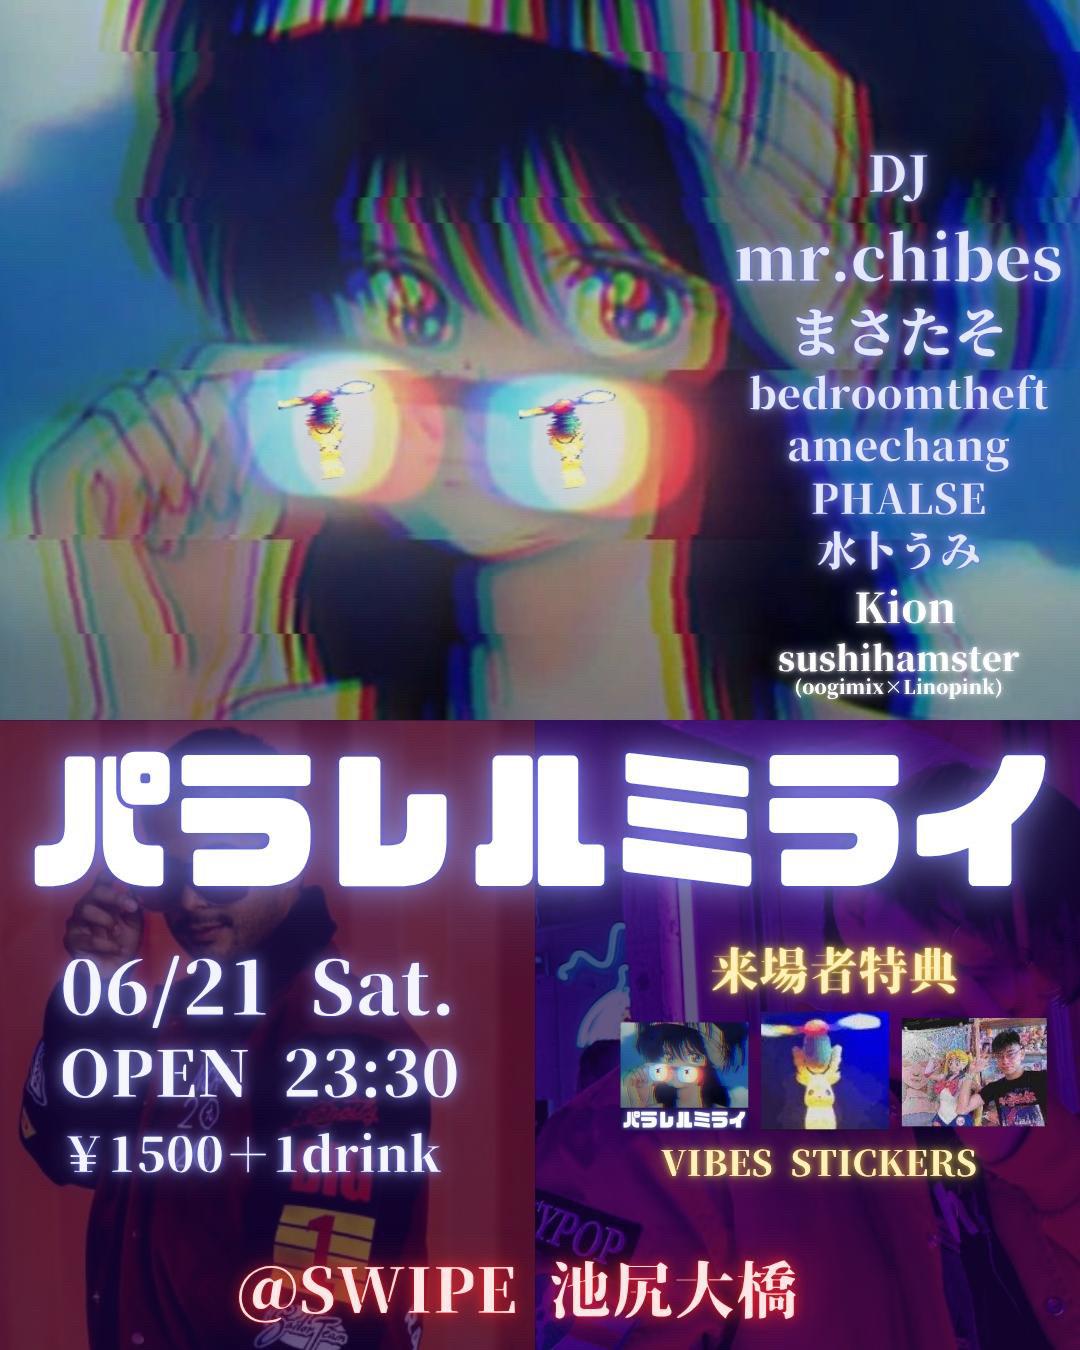 DJ
mr.chibes
まさたそ
bedroomtheft
amechang
PHALSE
水卜うみ
Kion
sushihamster
(oogimix×Linopink)
パラレルミライ
06/21 Sat.
OPEN 23:30
¥1500+1drink
来場者特典
パラレルミライ
VIBES STICKERS
YPOP
1
@SWIPE 池尻大橋